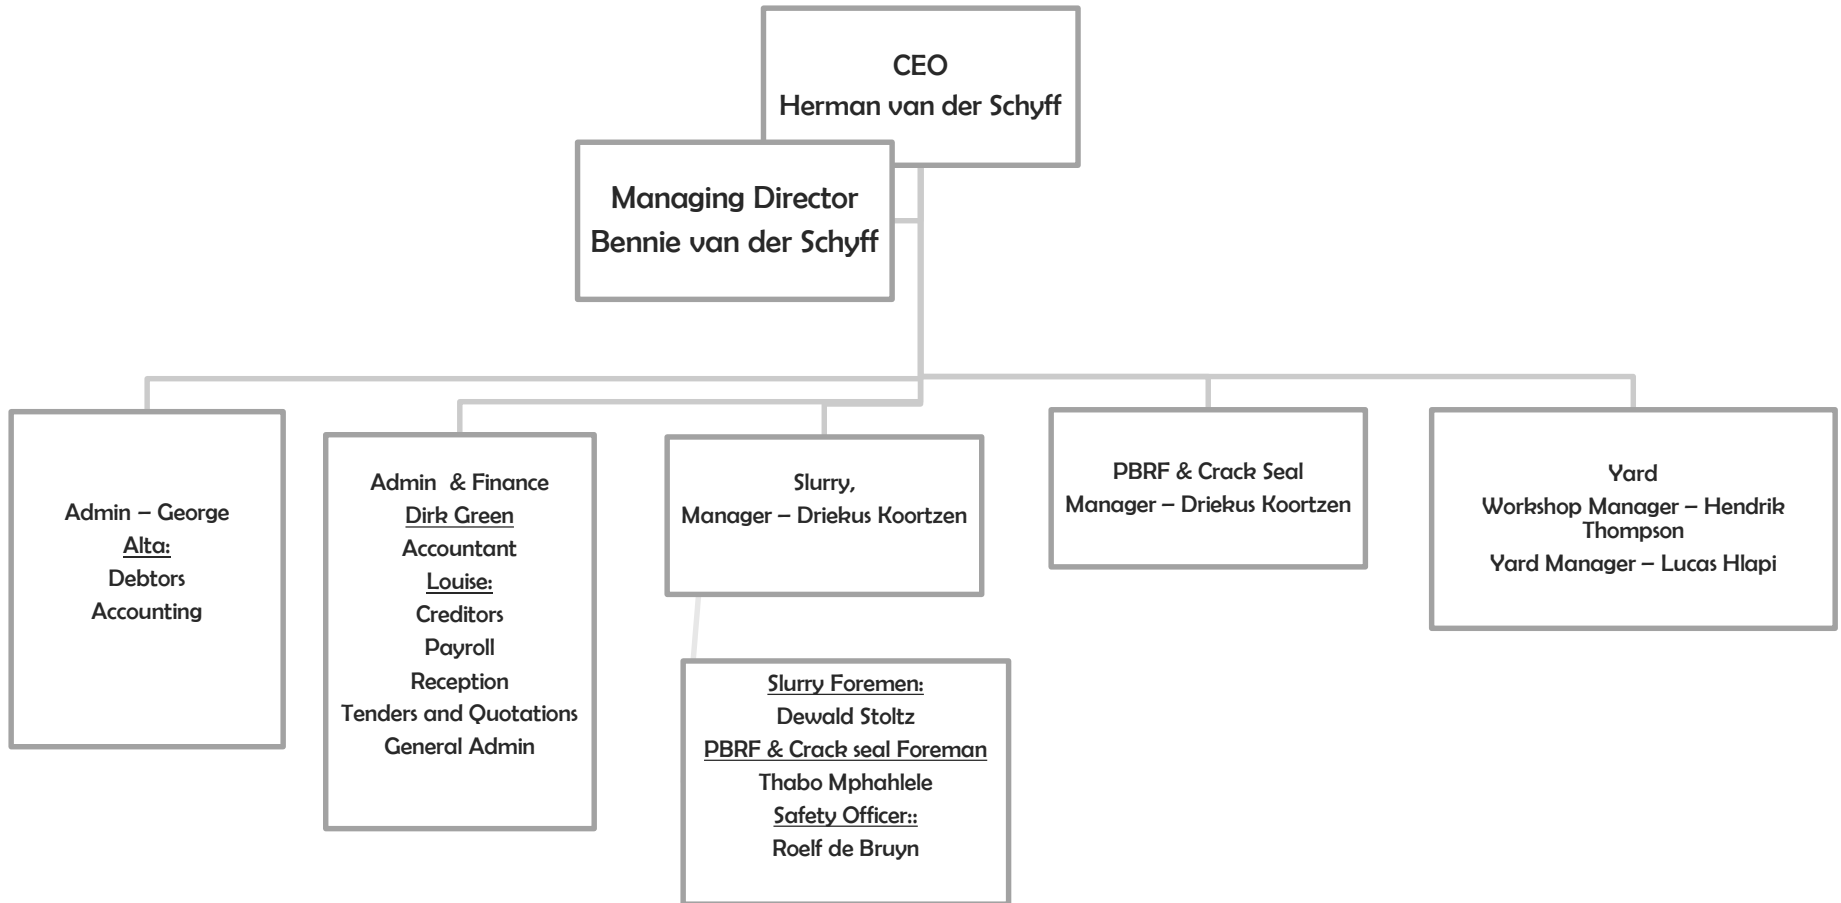 CEO
Herman van der Schyff
Managing Director
Bennie van der Schyff
Admin – George
Alta:
Debtors
Accounting
Admin & Finance
Dirk Green
Accountant
Louise:
Creditors
Payroll
Reception
Tenders and Quotations
General Admin
Slurry,
Manager – Driekus Koortzen
Slurry Foremen:
Dewald Stoltz
PBRF & Crack seal Foreman
Thabo Mphahlele
Safety Officer::
Roelf de Bruyn
PBRF & Crack Seal
Manager – Driekus Koortzen
Yard
Workshop Manager – Hendrik
Thompson
Yard Manager – Lucas Hlapi